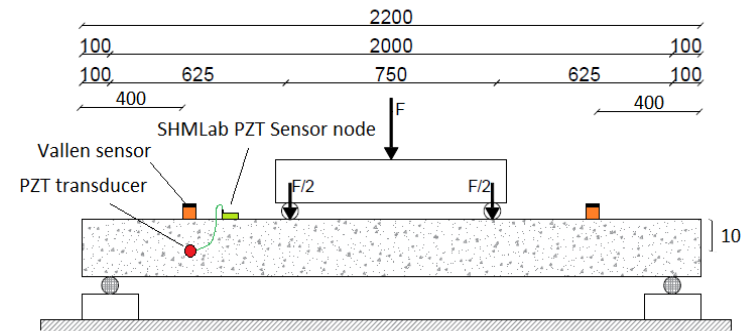 2200
100 2000 100
100 625 750 625 100
400 400
F
SHMLab PZT Sensor node
Vallen sensor
PZT transducer
F/2 F/2
10